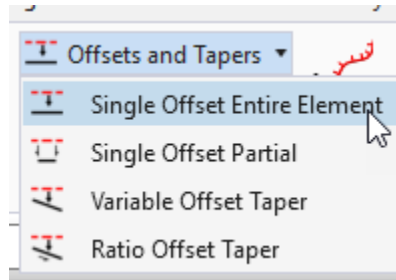 Offsets and Tapers
Single Offset Entire Element
Single Offset Partial
Variable Offset Taper
Ratio Offset Taper